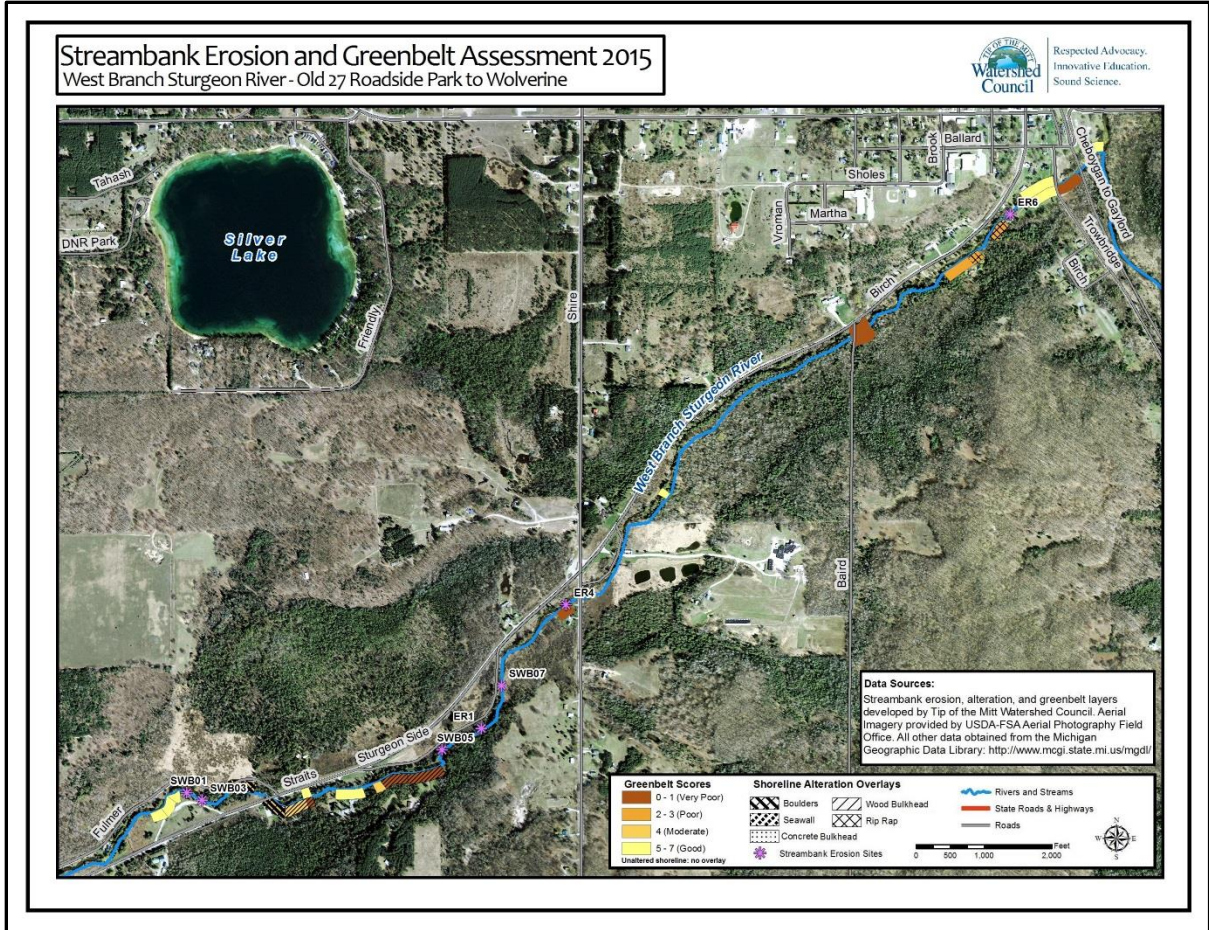 Streambank Erosion and Greenbelt Assessment 2015
West Branch Sturgeon River - Old 27 Roadside Park to Wolverine
TIP OF THE MITT
Watershed
Council
Respected Advocacy.
Innovative Education.
Sound Science.
Tahash
DNR Park
Silver
Lake
Friendly
Shire
Vroman
Martha
Sholes
Brook
Ballard
Cheboygan to Gaylord
Trowbridge
Birch
ER6
Birch
West Branch Sturgeon River
Baird
ER4
SWB07
ER1
SWB05
Sturgeon Side
Straits
SWB01
SWB03
Fulmer
Data Sources:
Streambank erosion, alteration, and greenbelt layers
developed by Tip of the Mitt Watershed Council. Aerial
Imagery provided by USDA-FSA Aerial Photography Field
Office. All other data obtained from the Michigan
Geographic Data Library: http://www.mcgi.state.mi.us/mgdl/
Greenbelt Scores
0 - 1 (Very Poor)
2 - 3 (Poor)
4 (Moderate)
5 - 7 (Good)
Unaltered shoreline: no overlay
Shoreline Alteration Overlays
Boulders
Seawall
Concrete Bulkhead
Wood Bulkhead
Rip Rap
Streambank Erosion Sites
Rivers and Streams
State Roads & Highways
Roads
Feet
0 500 1,000 2,000
N
W E
S